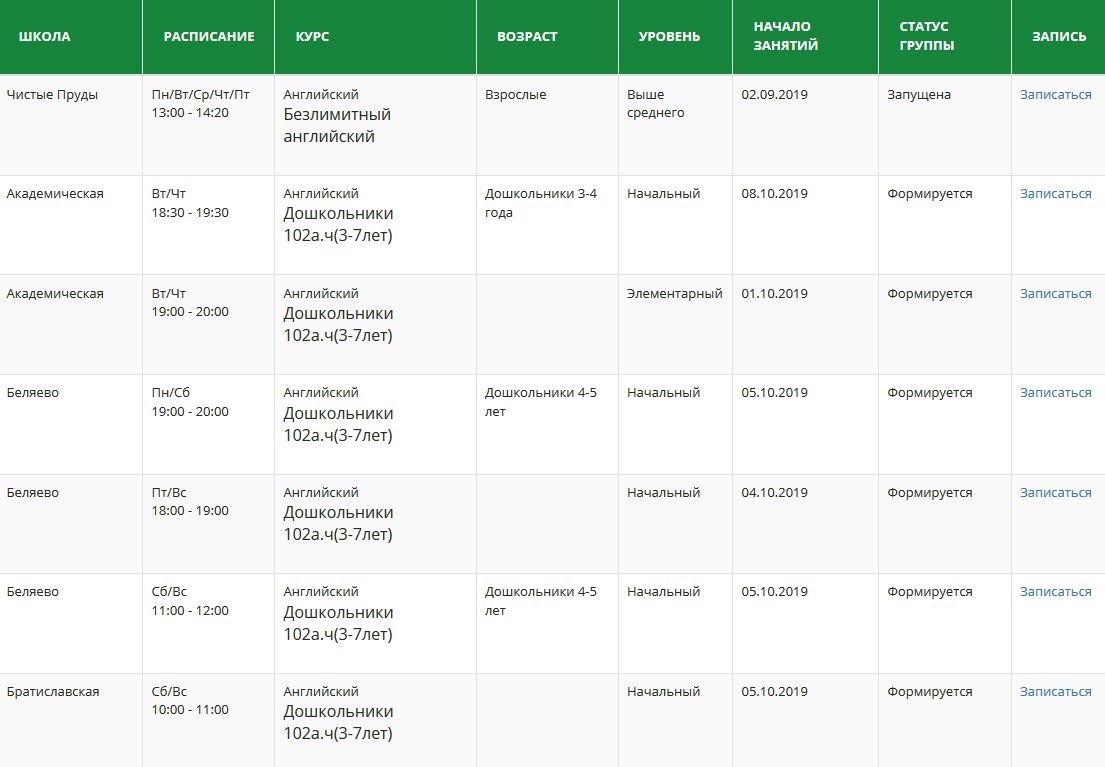 ШКОЛА РАСПИСАНИЕ КУРС ВОЗРАСТ УРОВЕНЬ НАЧАЛО ЗАНЯТИЙ СТАТУС ГРУППЫ ЗАПИСЬ
Чистые Пруды Пн/Вт/Ср/Чт/Пт Английский Взрослые Выше 02.09.2019 Запущена Записаться
13:00 - 14:20 Безлимитный среднего
английский
Академическая Вт/Чт Английский Дошкольники 3-4 Начальный 08.10.2019 Формируется Записаться
18:30 - 19:30 Дошкольники года
102а.ч(3-7лет)
Академическая Вт/Чт Английский Элементарный 01.10.2019 Формируется Записаться
19:00 - 20:00 Дошкольники
102а.ч(3-7лет)
Беляево Пн/Сб Английский Дошкольники 4-5 Начальный 05.10.2019 Формируется Записаться
19:00 - 20:00 Дошкольники лет
102а.ч(3-7лет)
Беляево Пт/Вс Английский Начальный 04.10.2019 Формируется Записаться
18:00 - 19:00 Дошкольники
102а.ч(3-7лет)
Беляево Сб/Вс Английский Дошкольники 4-5 Начальный 05.10.2019 Формируется Записаться
11:00 - 12:00 Дошкольники лет
102а.ч(3-7лет)
Братиславская Сб/Вс Английский Начальный 05.10.2019 Формируется Записаться
10:00 - 11:00 Дошкольники
102а.ч(3-7лет)